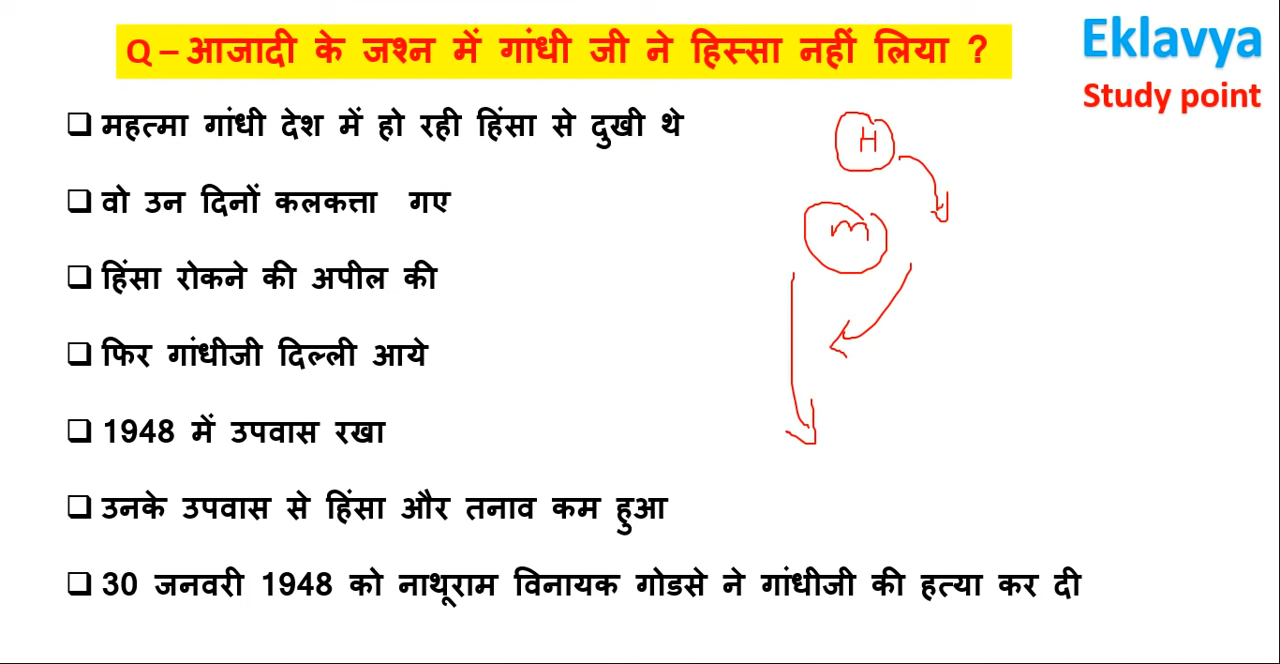 Q – आजादी के जश्न में गांधी जी ने हिस्सा नहीं लिया ?
Eklavya
Study point
महत्मा गांधी देश में हो रही हिंसा से दुखी थे
वो उन दिनों कलकत्ता गए
हिंसा रोकने की अपील की
फिर गांधीजी दिल्ली आये
1948 में उपवास रखा
उनके उपवास से हिंसा और तनाव कम हुआ
30 जनवरी 1948 को नाथूराम विनायक गोडसे ने गांधीजी की हत्या कर दी
H
m